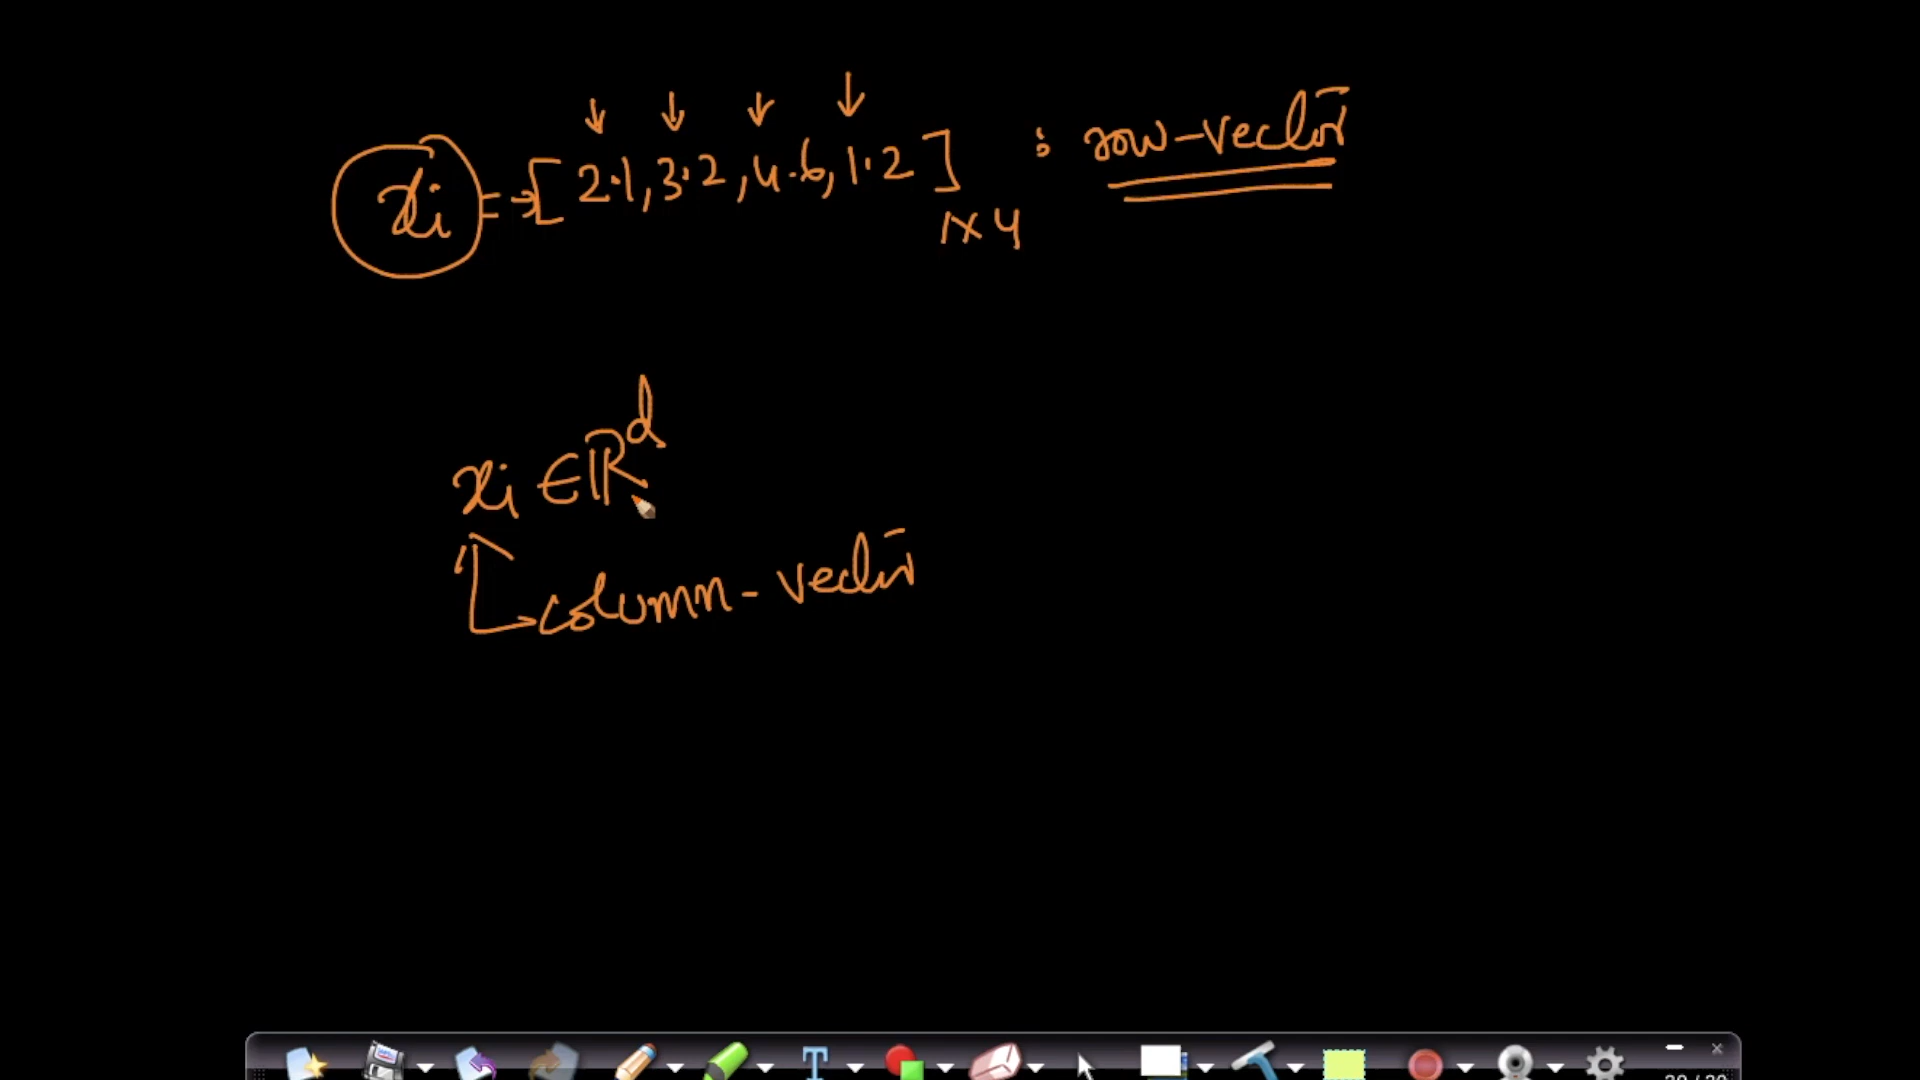 xi = [ 2.1, 3.2, 4.6, 1.2 ] 1x4 : row-vector
xi ∈ ℝ^d
column-vector